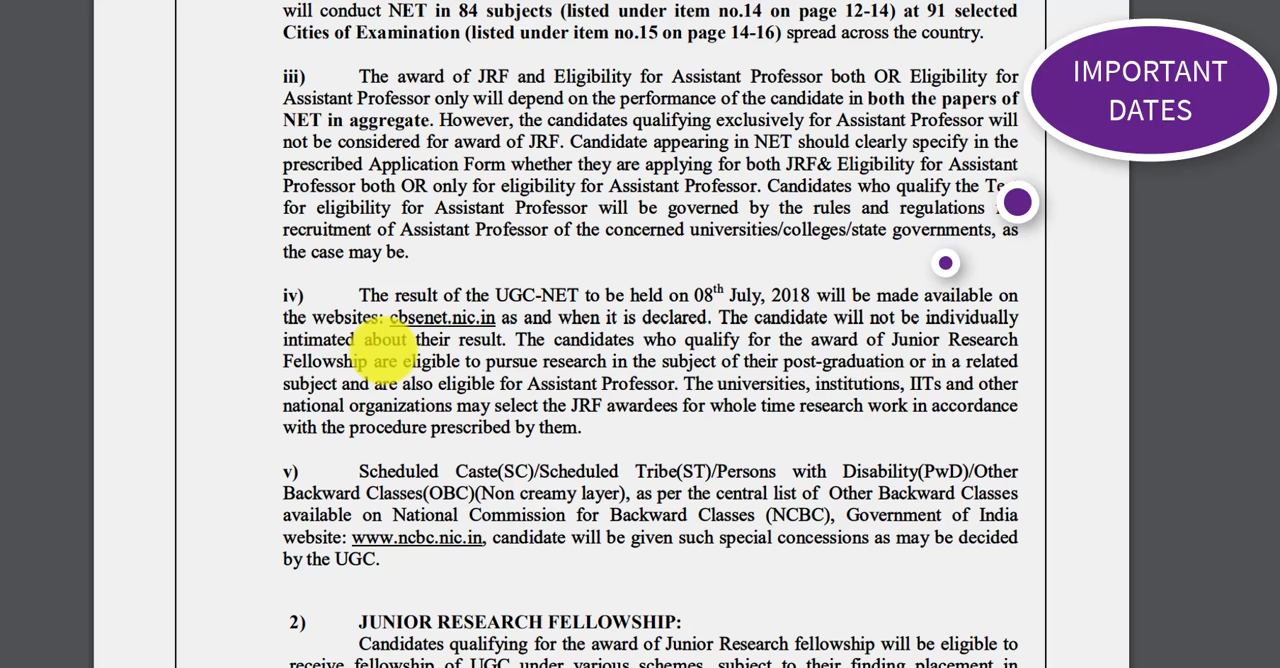 will conduct NET in 84 subjects (listed under item no.14 on page 12-14) at 91 selected
Cities of Examination (listed under item no.15 on page 14-16) spread across the country.
iii) The award of JRF and Eligibility for Assistant Professor both OR Eligibility for
Assistant Professor only will depend on the performance of the candidate in both the papers of
NET in aggregate. However, the candidates qualifying exclusively for Assistant Professor will
not be considered for award of JRF. Candidate appearing in NET should clearly specify in the
prescribed Application Form whether they are applying for both JRF& Eligibility for Assistant
Professor both OR only for eligibility for Assistant Professor. Candidates who qualify the
for eligibility for Assistant Professor will be governed by the rules and regulations
recruitment of Assistant Professor of the concerned universities/colleges/state governments, as
the case may be.
iv) The result of the UGC-NET to be held on 08th July, 2018 will be made available on
the websites: cbsenet.nic.in as and when it is declared. The candidate will not be individually
intimated about their result. The candidates who qualify for the award of Junior Research
Fellowship are eligible to pursue research in the subject of their post-graduation or in a related
subject and are also eligible for Assistant Professor. The universities, institutions, IITs and other
national organizations may select the JRF awardees for whole time research work in accordance
with the procedure prescribed by them.
v) Scheduled Caste(SC)/Scheduled Tribe(ST)/Persons with Disability(PwD)/Other
Backward Classes(OBC)(Non creamy layer), as per the central list of Other Backward Classes
available on National Commission for Backward Classes (NCBC), Government of India
website: www.ncbc.nic.in, candidate will be given such special concessions as may be decided
by the UGC.
2) JUNIOR RESEARCH FELLOWSHIP:
Candidates qualifying for the award of Junior Research fellowship will be eligible to
receive fellowship of UGC under various schemes, subject to their finding placement in
IMPORTANT
DATES